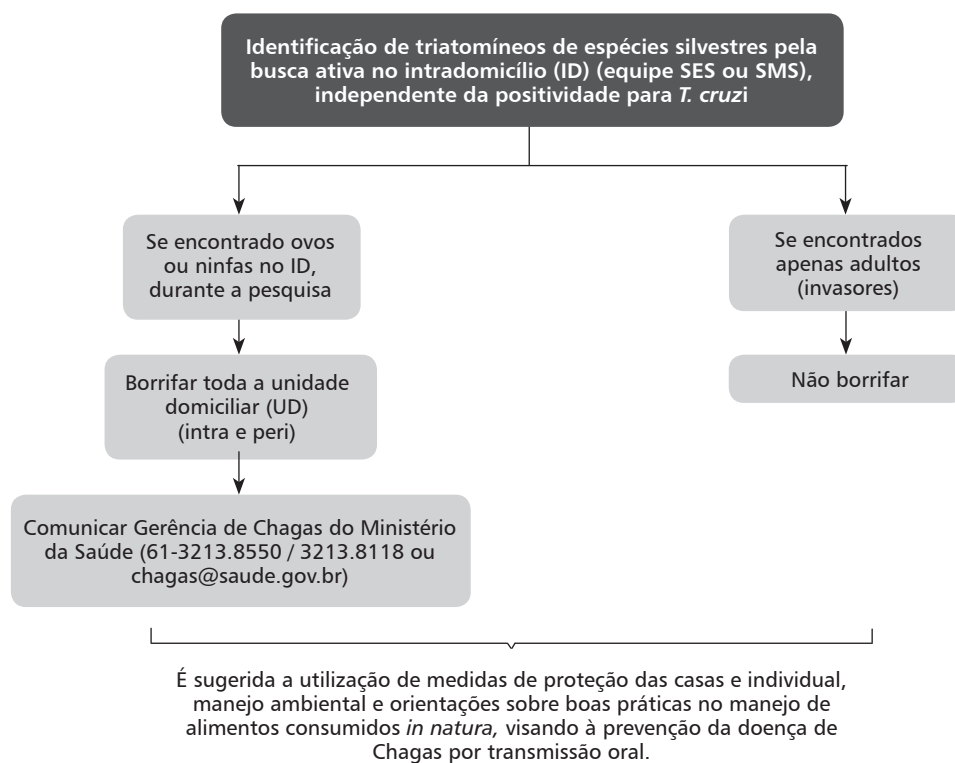 Identificação de triatomíneos de espécies silvestres pela
busca ativa no intradomicílio (ID) (equipe SES ou SMS),
independente da positividade para T. cruzi
Se encontrado ovos
ou ninfas no ID,
durante a pesquisa
Se encontrados
apenas adultos
(invasores)
Borrifar toda a unidade
domiciliar (UD)
(intra e peri)
Não borrifar
Comunicar Gerência de Chagas do Ministério
da Saúde (61-3213.8550 / 3213.8118 ou
chagas@saude.gov.br)
É sugerida a utilização de medidas de proteção das casas e individual,
manejo ambiental e orientações sobre boas práticas no manejo de
alimentos consumidos in natura, visando à prevenção da doença de
Chagas por transmissão oral.